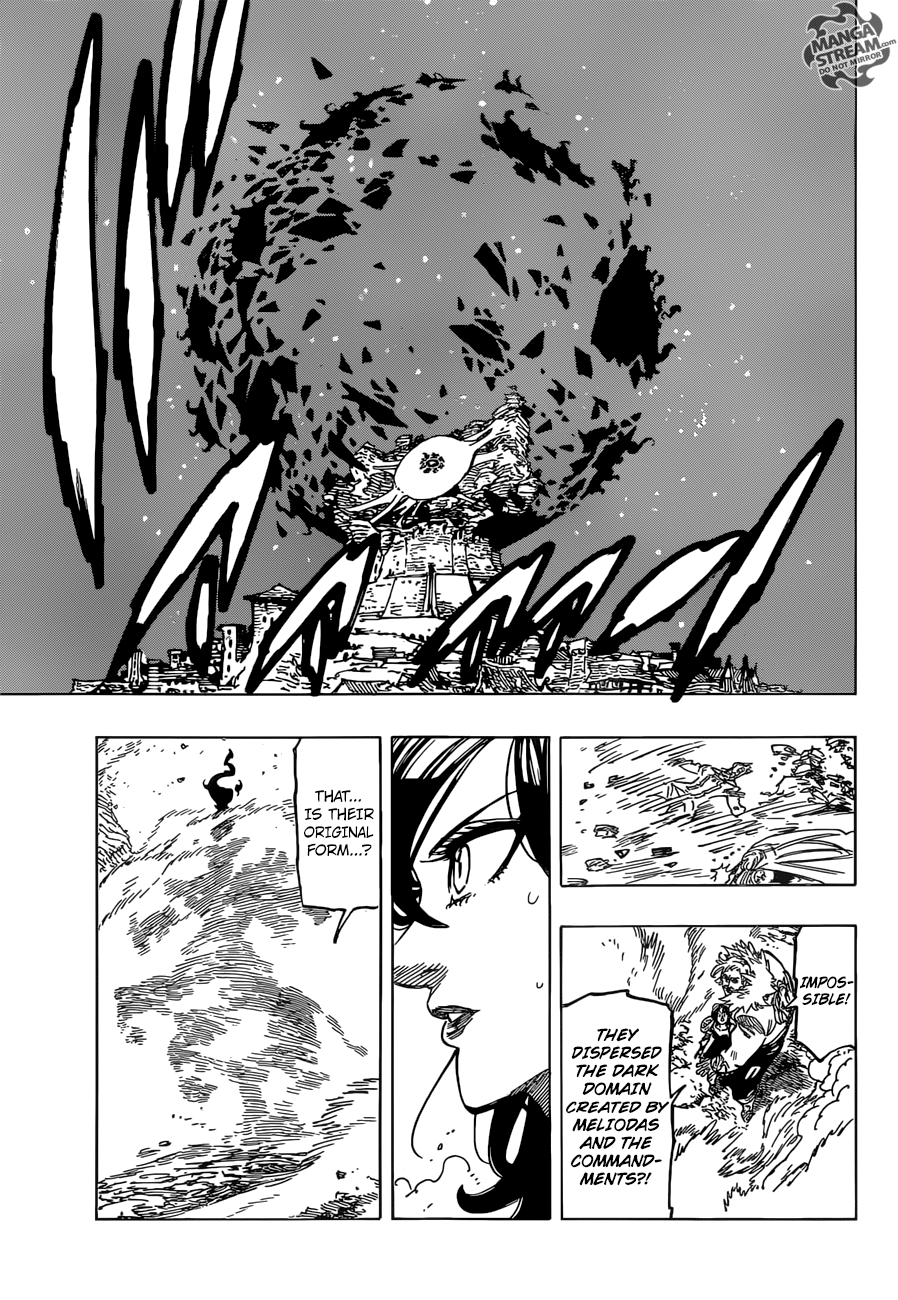 MANGA
STREAM.com
DO NOT MIRROR
IMPOS-
SIBLE!
THEY
DISPERSED
THE DARK
DOMAIN
CREATED BY
MELIODAS
AND THE
COMMAND-
MENTS?!
THAT...
IS THEIR
ORIGINAL
FORM...?